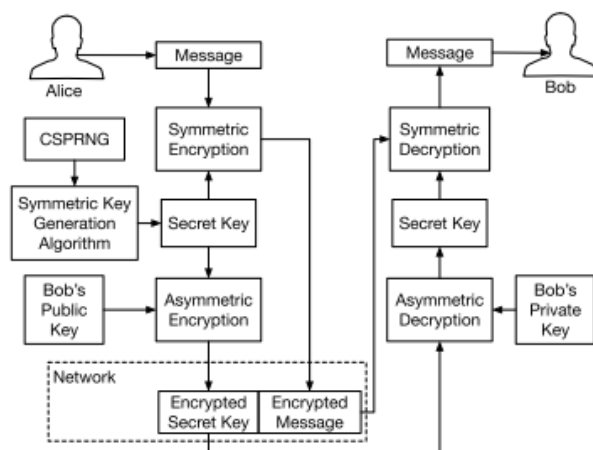 Alice
Message
Message
Bob
CSPRNG
Symmetric
Encryption
Symmetric
Decryption
Symmetric Key
Generation
Algorithm
Secret Key
Secret Key
Bob's
Public
Key
Asymmetric
Encryption
Asymmetric
Decryption
Bob's
Private
Key
Network
Encrypted
Secret Key
Encrypted
Message